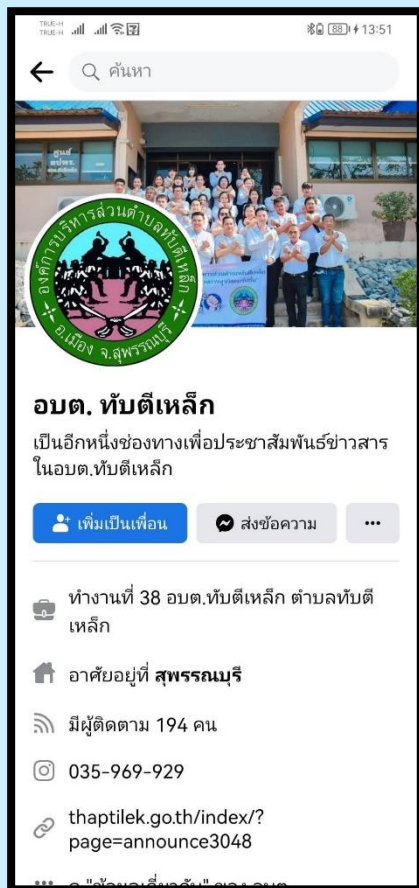 TRUE-H
TRUE-H
88 13:51
ค้นหา
ศูนย์
อปพร.
องค์การบริหารส่วนตำบลทับตีเหล็ก
อ.เมือง จ.สุพรรณบุรี
อบต. ทับตีเหล็ก
เป็นอีกหนึ่งช่องทางเพื่อประชาสัมพันธ์ข่าวสาร
ในอบต.ทับตีเหล็ก
เพิ่มเป็นเพื่อน
ส่งข้อความ
ทำงานที่ 38 อบต.ทับตีเหล็ก ตำบลทับตี
เหล็ก
อาศัยอยู่ที่ สุพรรณบุรี
มีผู้ติดตาม 194 คน
035-969-929
thaptilek.go.th/index/?
page=announce3048